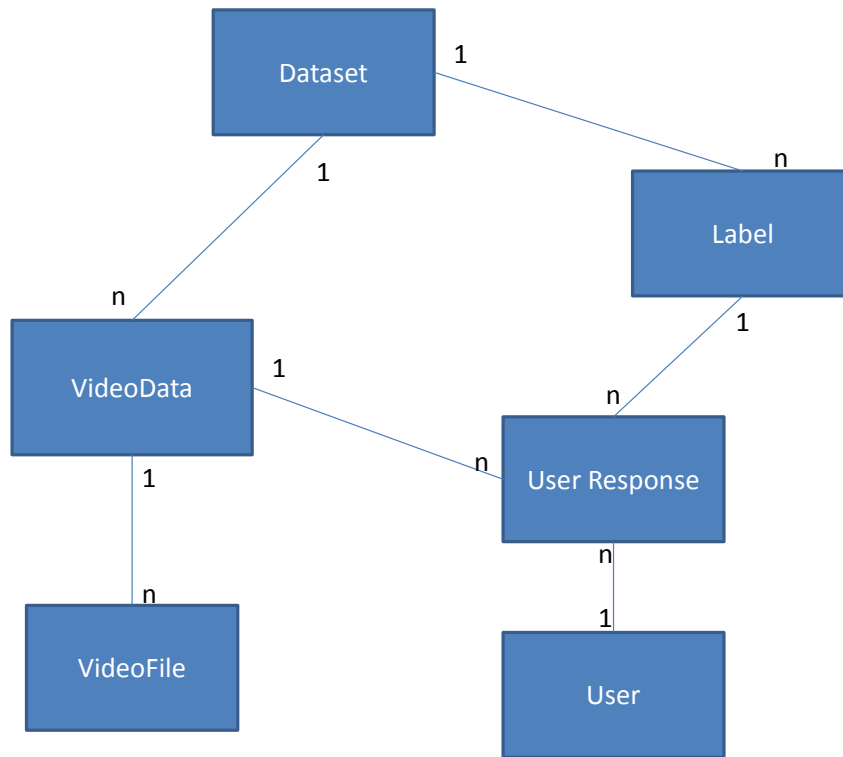 Dataset
1
1
n
Label
n
VideoData
1
1
n
n
User Response
1
n
n
1
VideoFile
User